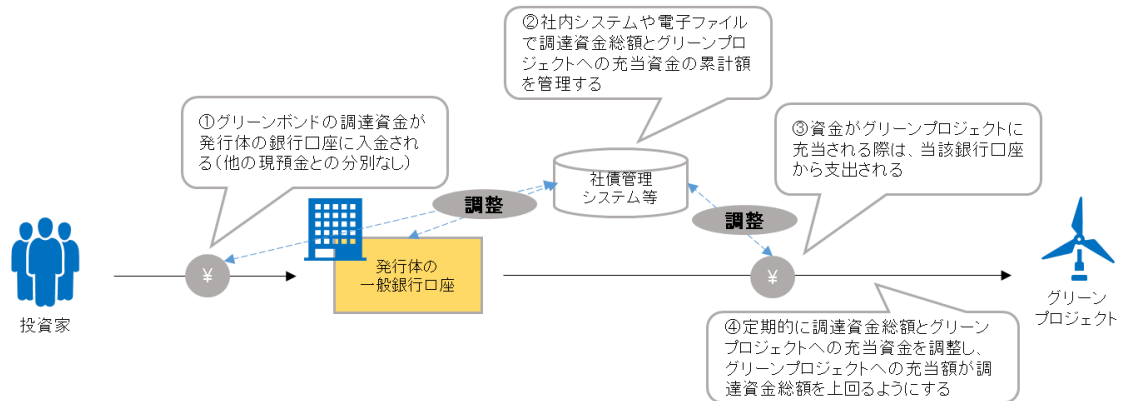 ②社内システムや電子ファイル
で調達資金総額とグリーンプロ
ジェクトへの充当資金の累計額
を管理する
①グリーンボンドの調達資金が
発行体の銀行口座に入金され
る(他の現預金との分別なし)
③資金がグリーンプロジェクトに
充当される際は、当該銀行口座
から支出される
社債管理
システム等
調整
調整
¥
発行体の
一般銀行口座
¥
投資家
グリーン
プロジェクト
④定期的に調達資金総額とグリーン
プロジェクトへの充当資金を調整し、
グリーンプロジェクトへの充当額が調
達資金総額を上回るようにする